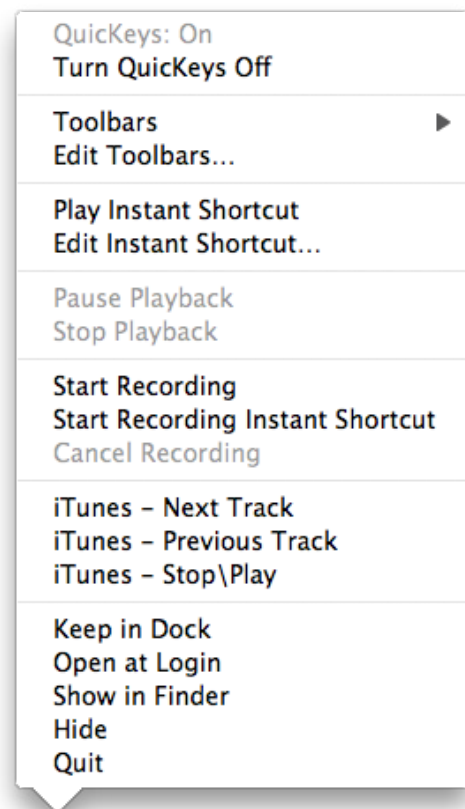 QuicKeys: On
Turn QuicKeys Off
Toolbars
Edit Toolbars...
Play Instant Shortcut
Edit Instant Shortcut...
Pause Playback
Stop Playback
Start Recording
Start Recording Instant Shortcut
Cancel Recording
iTunes – Next Track
iTunes – Previous Track
iTunes – Stop\Play
Keep in Dock
Open at Login
Show in Finder
Hide
Quit